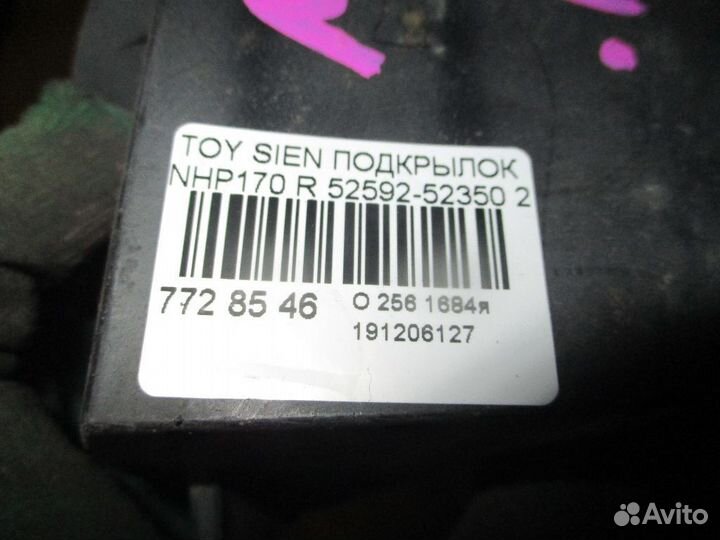 TOY SIEN ПОДКРЫЛОК
NHP170 R 52592-52350 2
772 85 46
О 256 1684я
191206127
Avito